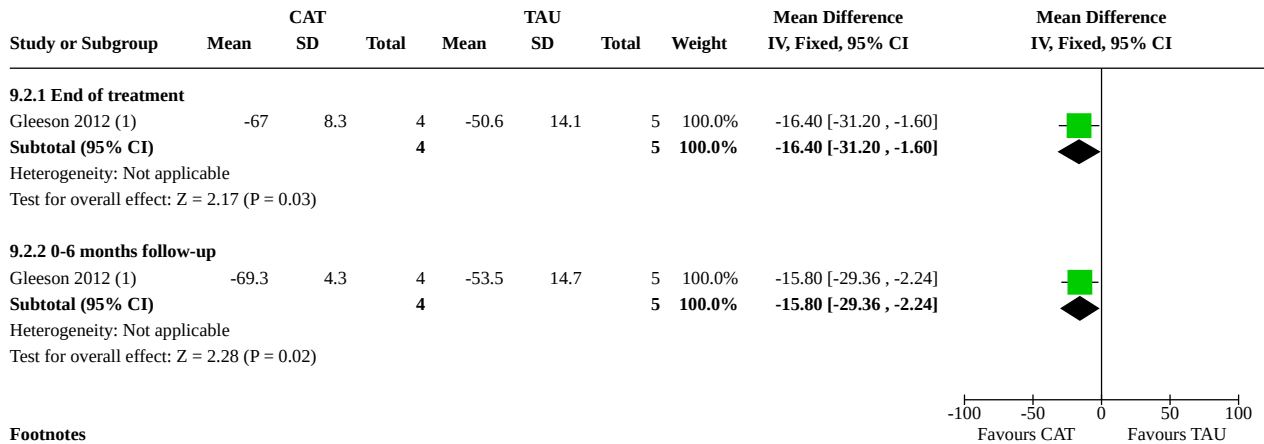 CAT TAU Mean Difference Mean Difference
Study or Subgroup Mean SD Total Mean SD Total Weight IV, Fixed, 95% CI IV, Fixed, 95% CI
9.2.1 End of treatment
Gleeson 2012 (1) -67 8.3 4 -50.6 14.1 5 100.0% -16.40 [-31.20 , -1.60]
Subtotal (95% CI) 4 5 100.0% -16.40 [-31.20 , -1.60]
Heterogeneity: Not applicable
Test for overall effect: Z = 2.17 (P = 0.03)
9.2.2 0-6 months follow-up
Gleeson 2012 (1) -69.3 4.3 4 -53.5 14.7 5 100.0% -15.80 [-29.36 , -2.24]
Subtotal (95% CI) 4 5 100.0% -15.80 [-29.36 , -2.24]
Heterogeneity: Not applicable
Test for overall effect: Z = 2.28 (P = 0.02)
-100 -50 0 50 100
Footnotes Favours CAT Favours TAU